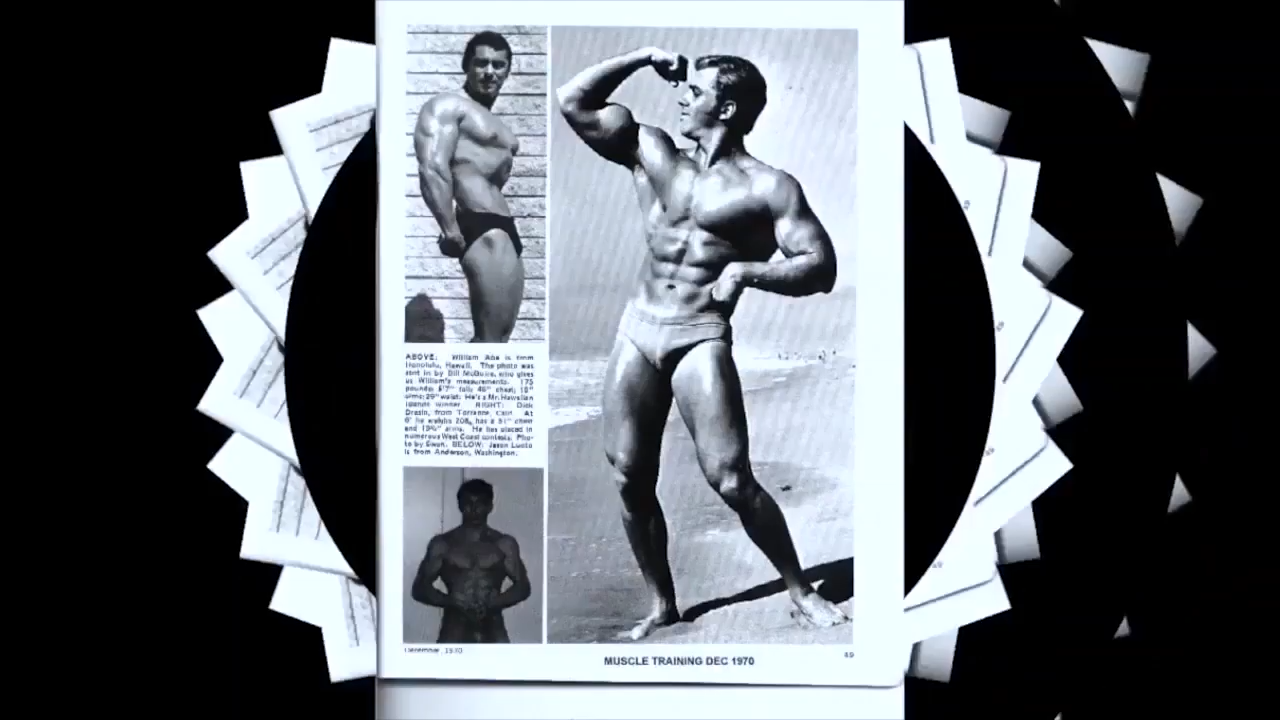 ABOVE: William Abe is from
Honolulu, Hawaii. The photo was
sent in by Bill McGuire, who gives
us William's measurements. 175
pounds; 5'7" tall; 46" chest; 18"
arms; 29" waist. He's a Mr. Hawaiian
Islands winner. RIGHT: Dick
from Torrance, Calif. At
6' he weighs 208, has a 51" chest
and 19½" arms. He has placed in
numerous West Coast contests. Pho-
to by Swan. BELOW: Jason
is from Anderson, Washington.
December, 1970
MUSCLE TRAINING DEC 1970
49